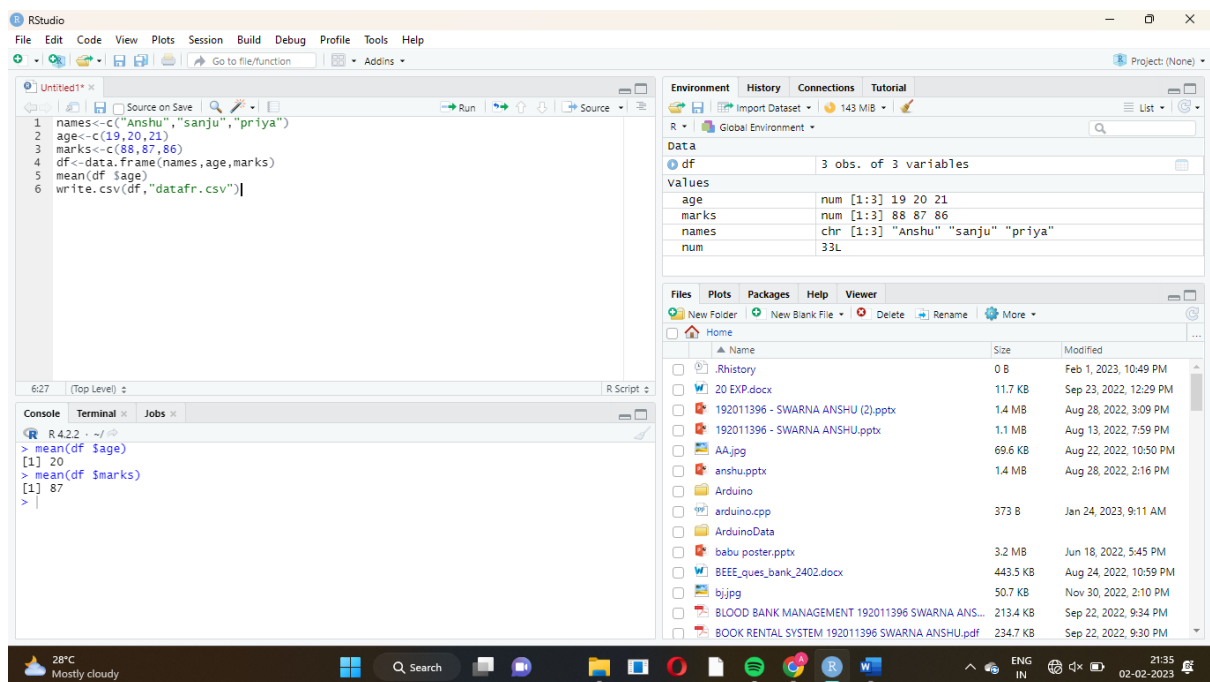 RStudio
File Edit Code View Plots Session Build Debug Profile Tools Help
Go to file/function Addins Project: (None)
Untitled1*
Source on Save Run Source
1 names<-c("Anshu","sanju","priya")
2 age<-c(19,20,21)
3 marks<-c(88,87,86)
4 df<-data.frame(names,age,marks)
5 mean(df $age)
6 write.csv(df,"datafr.csv")
6:27 (Top Level) R Script
Console Terminal Jobs
R 4.2.2 · ~/
> mean(df $age)
[1] 20
> mean(df $marks)
[1] 87
>
Environment History Connections Tutorial
Import Dataset 143 MiB List
R Global Environment
Data
df 3 obs. of 3 variables
Values
age num [1:3] 19 20 21
marks num [1:3] 88 87 86
names chr [1:3] "Anshu" "sanju" "priya"
num 33L
Files Plots Packages Help Viewer
New Folder New Blank File Delete Rename More
Home
Name Size Modified
.Rhistory 0 B Feb 1, 2023, 10:49 PM
20 EXP.docx 11.7 KB Sep 23, 2022, 12:29 PM
192011396 - SWARNA ANSHU (2).pptx 1.4 MB Aug 28, 2022, 3:09 PM
192011396 - SWARNA ANSHU.pptx 1.1 MB Aug 13, 2022, 7:59 PM
AA.jpg 69.6 KB Aug 22, 2022, 10:50 PM
anshu.pptx 1.4 MB Aug 28, 2022, 2:16 PM
Arduino
arduino.cpp 373 B Jan 24, 2023, 9:11 AM
ArduinoData
babu poster.pptx 3.2 MB Jun 18, 2022, 5:45 PM
BEEE_ques_bank_2402.docx 443.5 KB Aug 24, 2022, 10:59 PM
bj.jpg 50.7 KB Nov 30, 2022, 2:10 PM
BLOOD BANK MANAGEMENT 192011396 SWARNA ANS... 213.4 KB Sep 22, 2022, 9:34 PM
BOOK RENTAL SYSTEM 192011396 SWARNA ANSHU.pdf 234.7 KB Sep 22, 2022, 9:30 PM
28°C
Mostly cloudy
Search
ENG
IN
21:35
02-02-2023